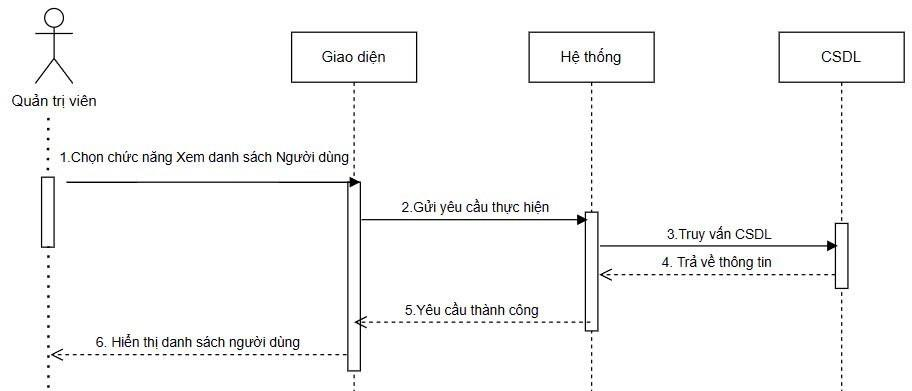 Giao diện
Hệ thống
CSDL
Quản trị viên
1.Chọn chức năng Xem danh sách Người dùng
2.Gửi yêu cầu thực hiện
3.Truy vấn CSDL
4. Trả về thông tin
5.Yêu cầu thành công
6. Hiển thị danh sách người dùng